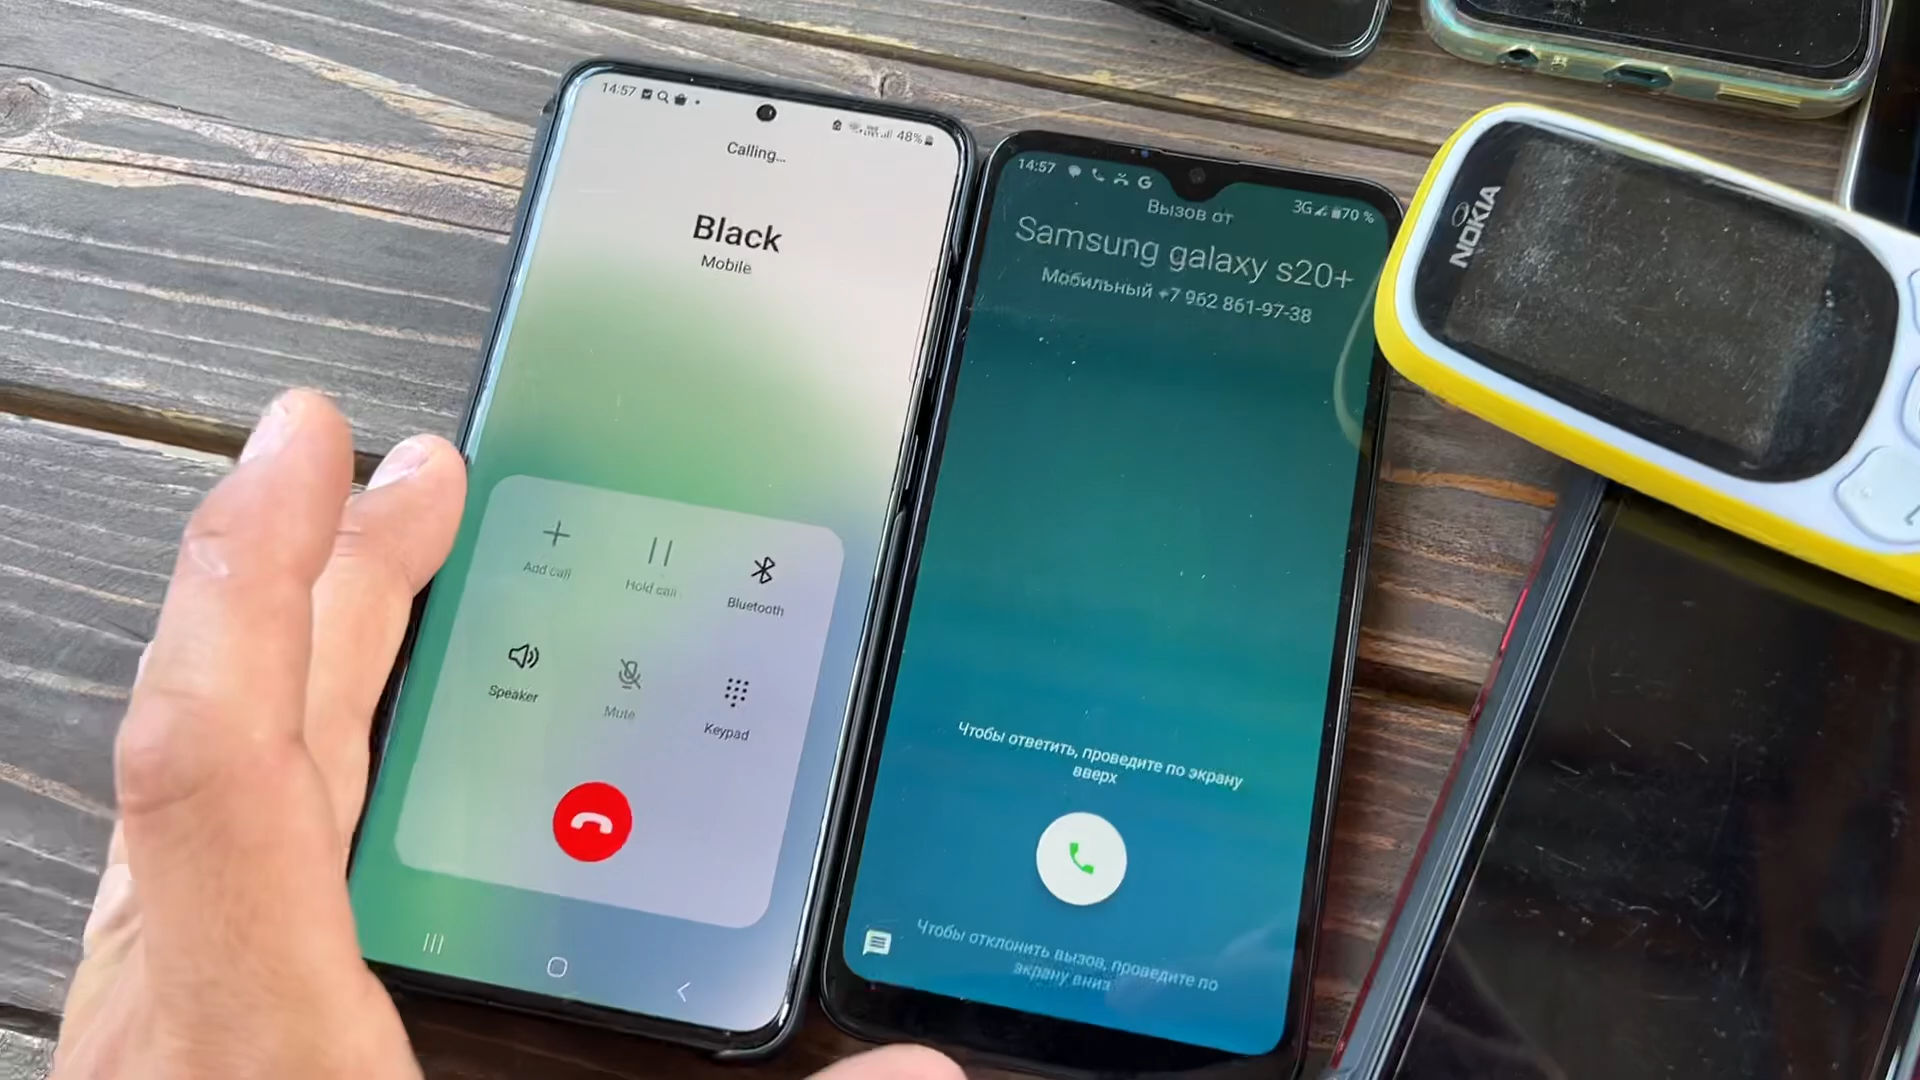 14:57
48%
Calling...
Black
Mobile
Add call
Hold call
Bluetooth
Speaker
Mute
Keypad
14:57
G
3G
70 %
Вызов от
Samsung galaxy s20+
Мобильный +7 962 861-97-38
Чтобы ответить, проведите по экрану
вверх
Чтобы отклонить вызов, проведите по
экрану вниз
NOKIA